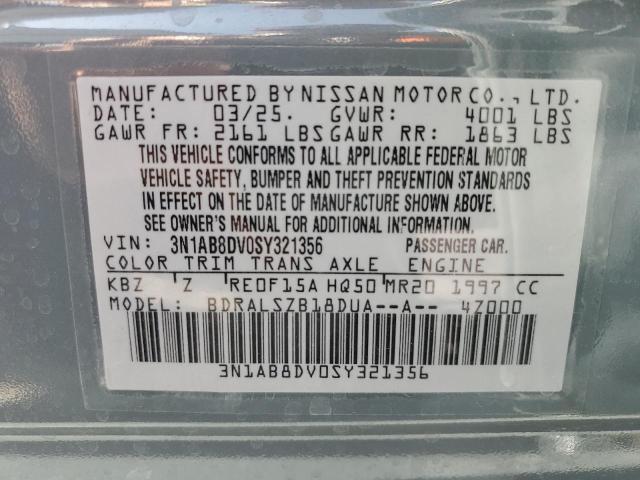 MANUFACTURED BY NISSAN MOTOR CO., LTD.
DATE: 03/25. GVWR: 4001 LBS
GAWR FR: 2161 LBS GAWR RR: 1863 LBS
THIS VEHICLE CONFORMS TO ALL APPLICABLE FEDERAL MOTOR
VEHICLE SAFETY, BUMPER AND THEFT PREVENTION STANDARDS
IN EFFECT ON THE DATE OF MANUFACTURE SHOWN ABOVE.
SEE OWNER'S MANUAL FOR ADDITIONAL INFORMATION.
VIN: 3N1AB8DV0SY321356 PASSENGER CAR.
COLOR TRIM TRANS AXLE ENGINE
KBZ Z RE0F15A HQ50 MR20 1997 CC
MODEL: BDRALSZB18DUA--A-- 4Z000
3N1AB8DV0SY321356